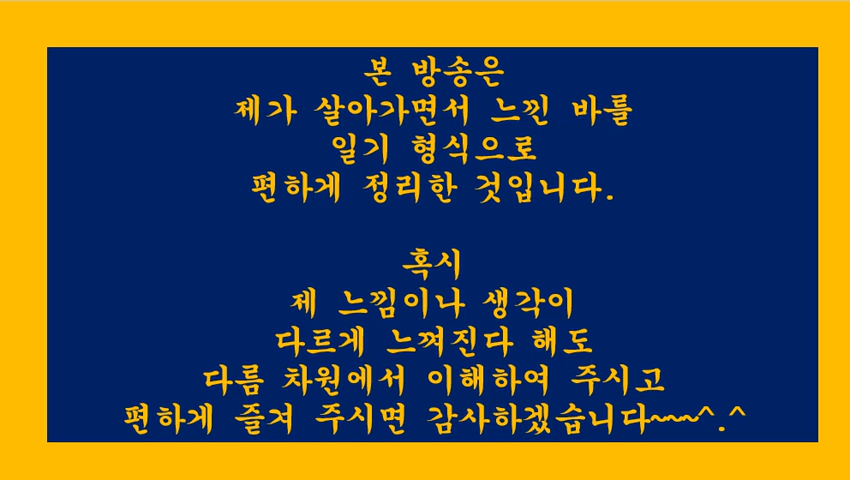 본 방송은
제가 살아가면서 느낀 바를
일기 형식으로
편하게 정리한 것입니다.
혹시
제 느낌이나 생각이
다르게 느껴진다 해도
다름 차원에서 이해하여 주시고
편하게 즐겨 주시면 감사하겠습니다~~~^.^